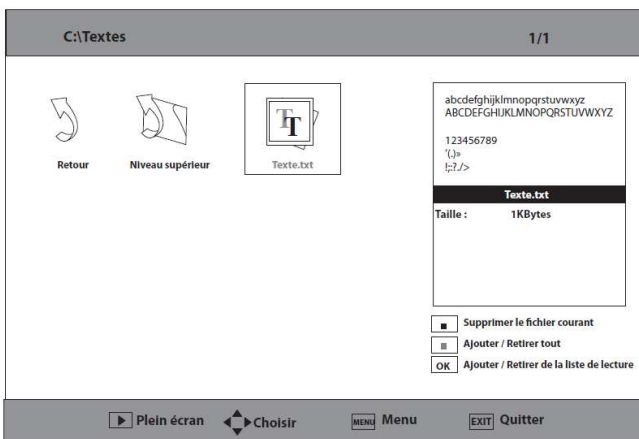 C:\Textes 1/1
Retour
Niveau supérieur
TT
Texte.txt
abcdefghijklmnopqrstuvwxyz
ABCDEFGHIJKLMNOPQRSTUVWXYZ
123456789
'(.)»
!;:?./>
Texte.txt
Taille : 1KBytes
Supprimer le fichier courant
Ajouter / Retirer tout
OK Ajouter / Retirer de la liste de lecture
Plein écran Choisir MENU Menu EXIT Quitter